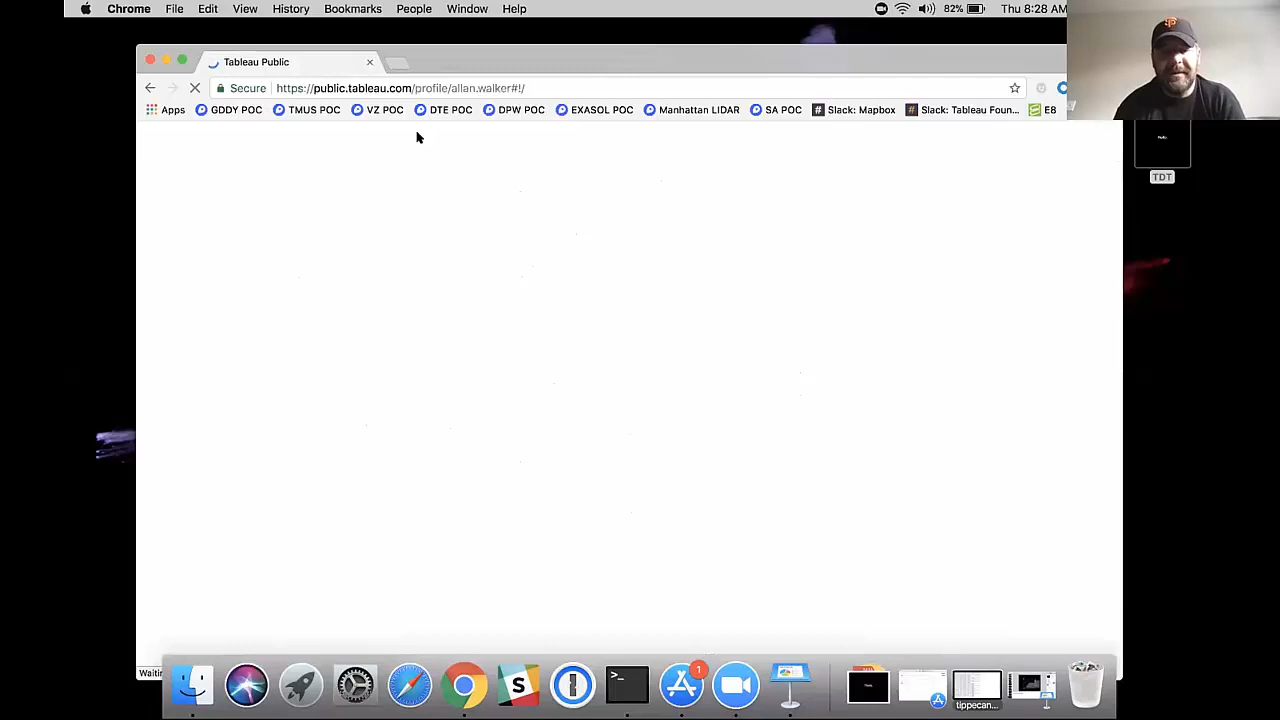 Chrome File Edit View History Bookmarks People Window Help 82% Thu 8:28 AM
Tableau Public
Secure https://public.tableau.com/profile/allan.walker#!/
Apps GDDY POC TMUS POC VZ POC DTE POC DPW POC EXASOL POC Manhattan LIDAR SA POC Slack: Mapbox Slack: Tableau Foun... E8
TDT
Waitin
1
tippecan...